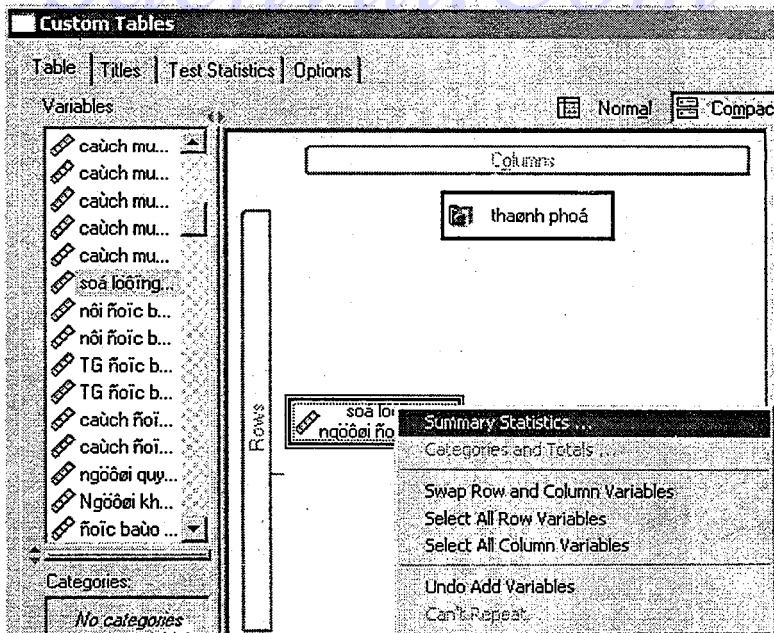 Custom Tables
Table Titles Test Statistics Options
Variables
Normal Compac
caùch mu...
caùch mu...
caùch mu...
caùch mu...
caùch mu...
soá löôïng...
nôi ñoïc b...
nôi ñoïc b...
TG ñoïc b...
TG ñoïc b...
caùch ñoï...
caùch ñoï...
ngöôøi quy...
Ngöôøi kh...
ñoïc baùo ...
Columns
thaønh phoá
Rows
soá
ngöôøi
Summary Statistics ...
Categories and Totals ...
Swap Row and Column Variables
Select All Row Variables
Select All Column Variables
Undo Add Variables
Can't Repeat
Categories:
No categories